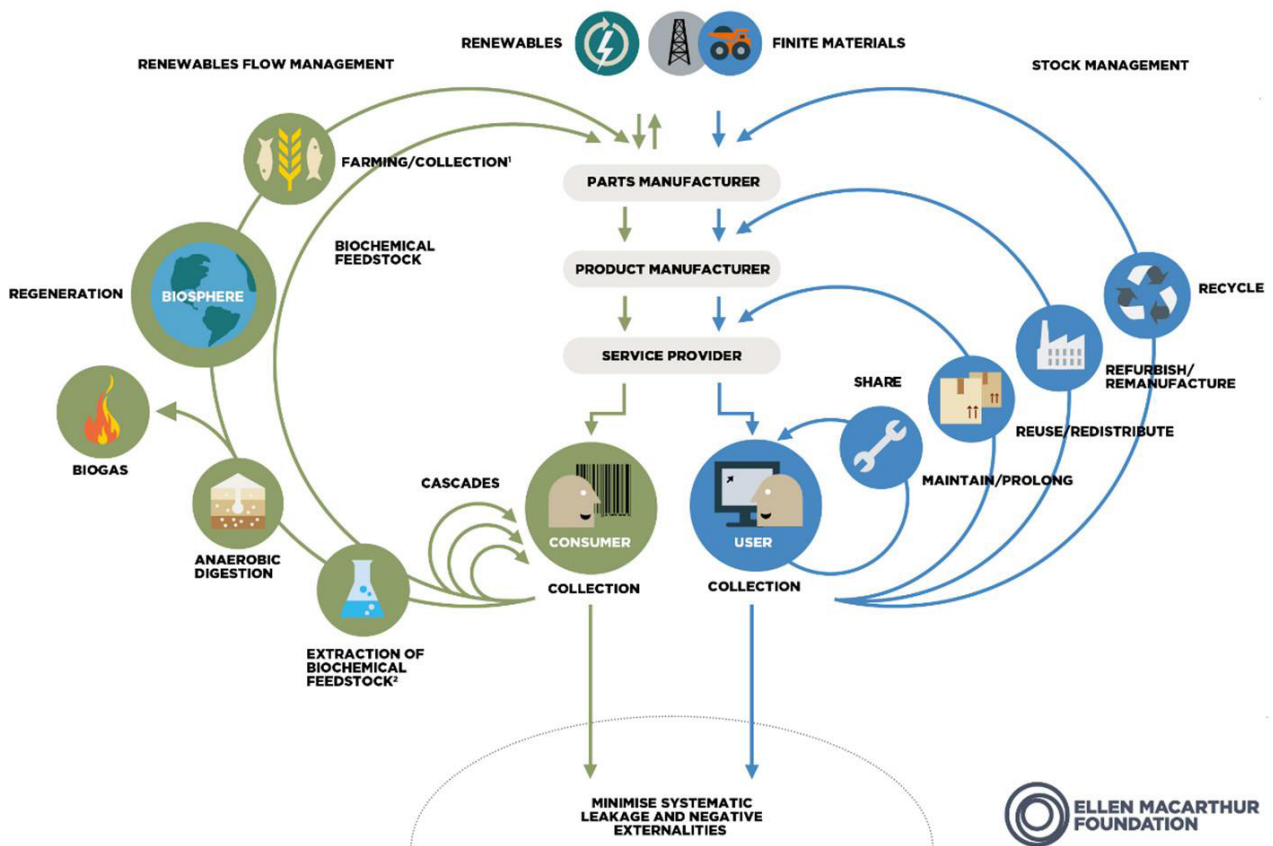 RENEWABLES
FINITE MATERIALS
RENEWABLES FLOW MANAGEMENT
STOCK MANAGEMENT
FARMING/COLLECTION¹
PARTS MANUFACTURER
BIOCHEMICAL
FEEDSTOCK
PRODUCT MANUFACTURER
REGENERATION
BIOSPHERE
RECYCLE
SERVICE PROVIDER
SHARE
REFURBISH/
REMANUFACTURE
REUSE/REDISTRIBUTE
BIOGAS
CASCADES
MAINTAIN/PROLONG
CONSUMER
USER
ANAEROBIC
DIGESTION
COLLECTION
COLLECTION
EXTRACTION OF
BIOCHEMICAL
FEEDSTOCK²
MINIMISE SYSTEMATIC
LEAKAGE AND NEGATIVE
EXTERNALITIES
ELLEN MACARTHUR
FOUNDATION